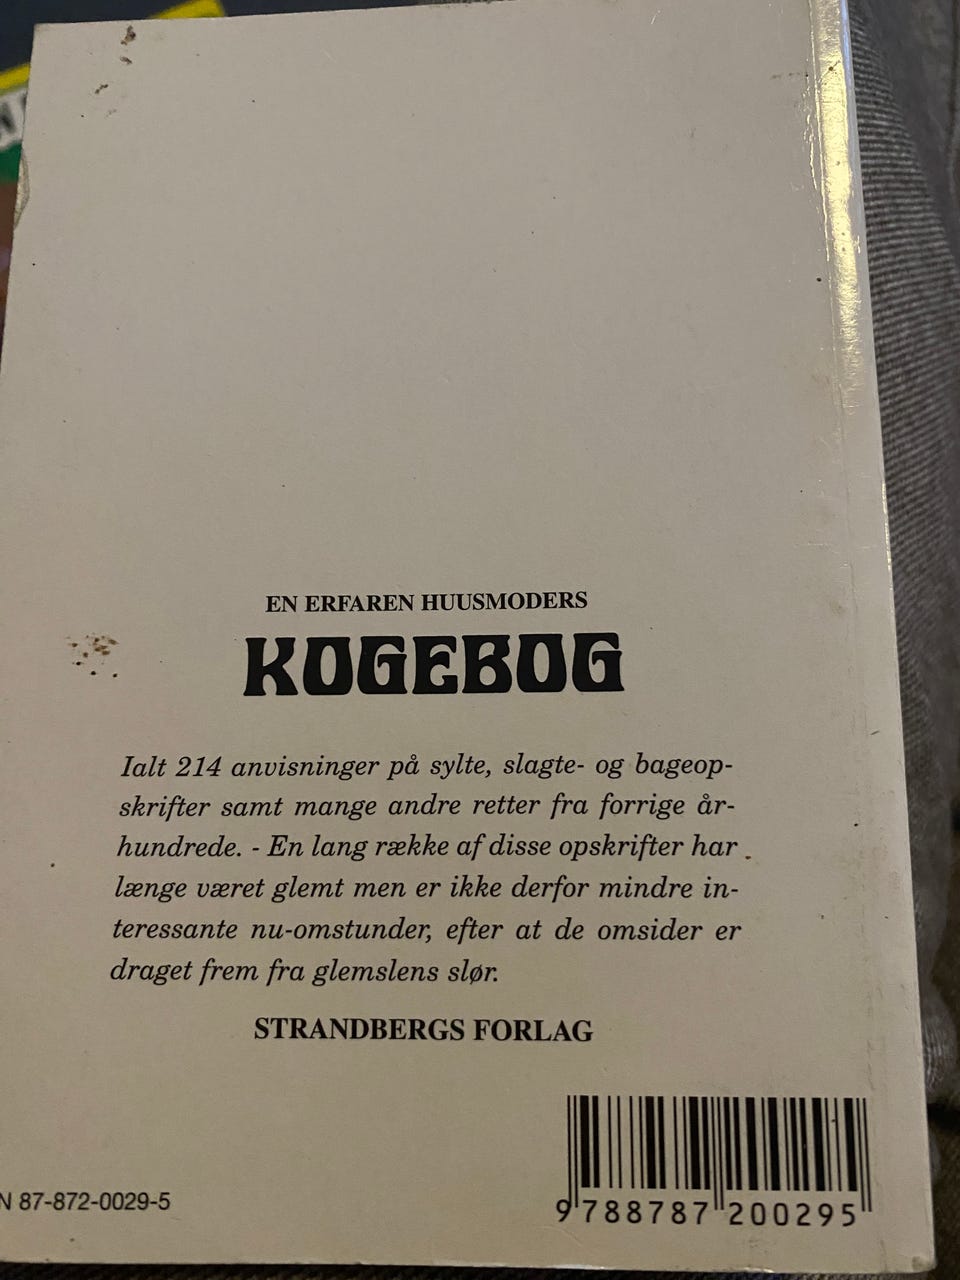 EN ERFAREN HUUSMODERS
KOGEBOG
Ialt 214 anvisninger på sylte, slagte- og bageop-
skrifter samt mange andre retter fra forrige år-
hundrede. - En lang række af disse opskrifter har
længe været glemt men er ikke derfor mindre in-
teressante nu-omstunder, efter at de omsider er
draget frem fra glemslens slør.
STRANDBERGS FORLAG
N 87-872-0029-5
9 788787 200295